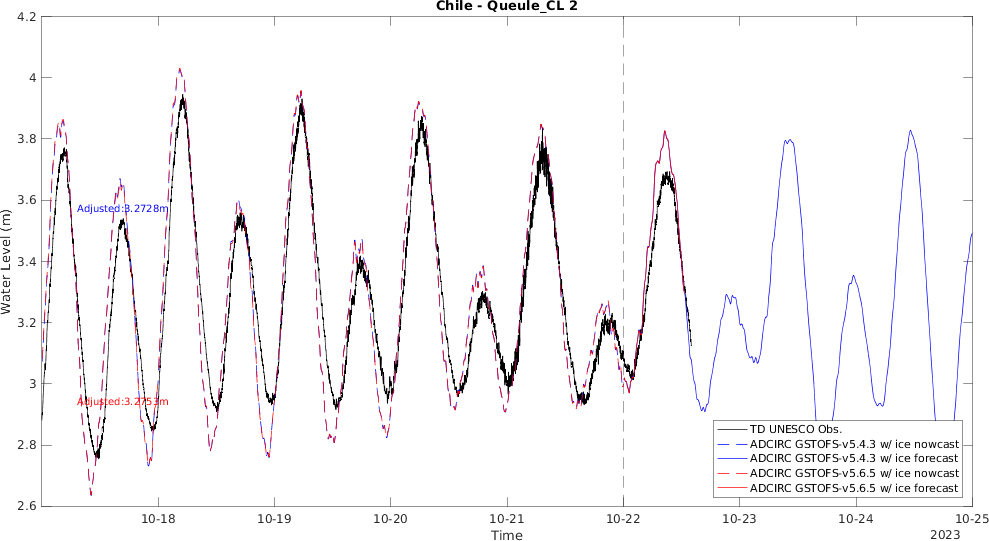 Chile - Queule_CL 2
4.2
4
3.8
3.6
3.4
3.2
3
2.8
2.6
Water Level (m)
Adjusted:3.2728m
Adjusted:3.2753m
TD UNESCO Obs.
ADCIRC GSTOFS-v5.4.3 w/ ice nowcast
ADCIRC GSTOFS-v5.4.3 w/ ice forecast
ADCIRC GSTOFS-v5.6.5 w/ ice nowcast
ADCIRC GSTOFS-v5.6.5 w/ ice forecast
10-18 10-19 10-20 10-21 10-22 10-23 10-24 10-25
Time
2023